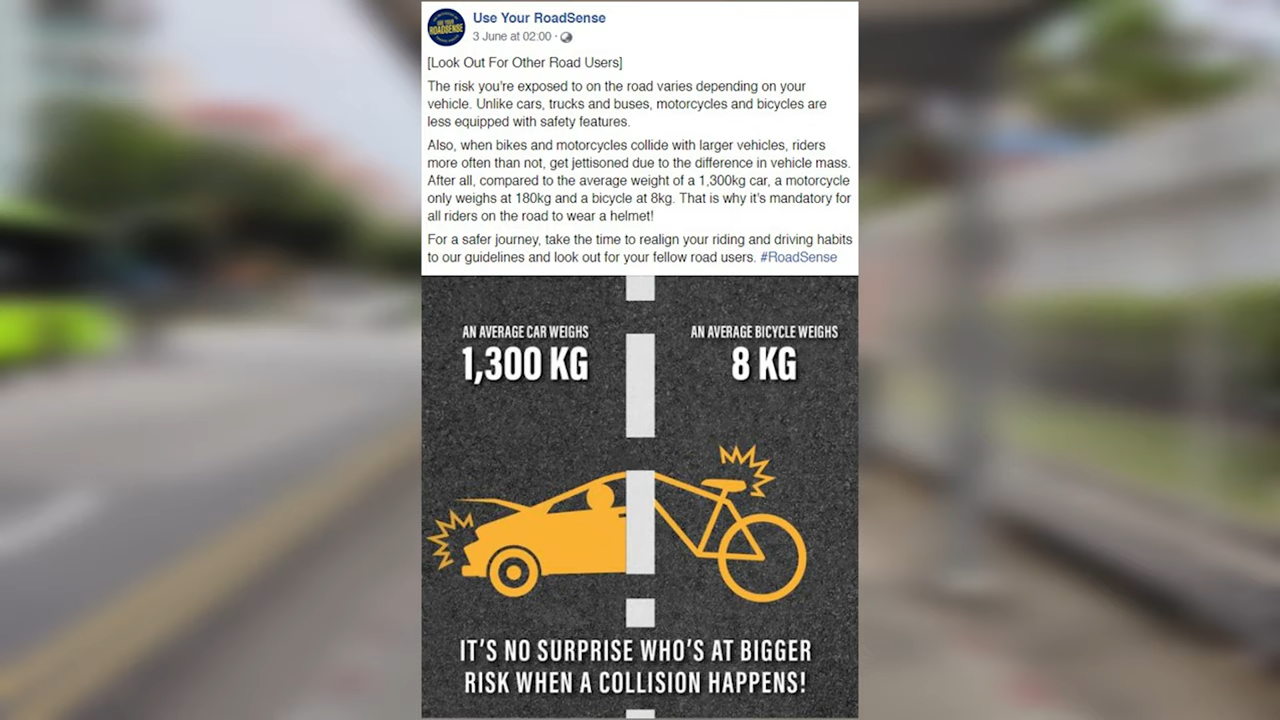 Use Your RoadSense
3 June at 02:00 ·
USE YOUR
ROADSENSE
[Look Out For Other Road Users]
The risk you're exposed to on the road varies depending on your
vehicle. Unlike cars, trucks and buses, motorcycles and bicycles are
less equipped with safety features.
Also, when bikes and motorcycles collide with larger vehicles, riders
more often than not, get jettisoned due to the difference in vehicle mass.
After all, compared to the average weight of a 1,300kg car, a motorcycle
only weighs at 180kg and a bicycle at 8kg. That is why it's mandatory for
all riders on the road to wear a helmet!
For a safer journey, take the time to realign your riding and driving habits
to our guidelines and look out for your fellow road users. #RoadSense
AN AVERAGE CAR WEIGHS
1,300 KG
AN AVERAGE BICYCLE WEIGHS
8 KG
IT'S NO SURPRISE WHO'S AT BIGGER
RISK WHEN A COLLISION HAPPENS!